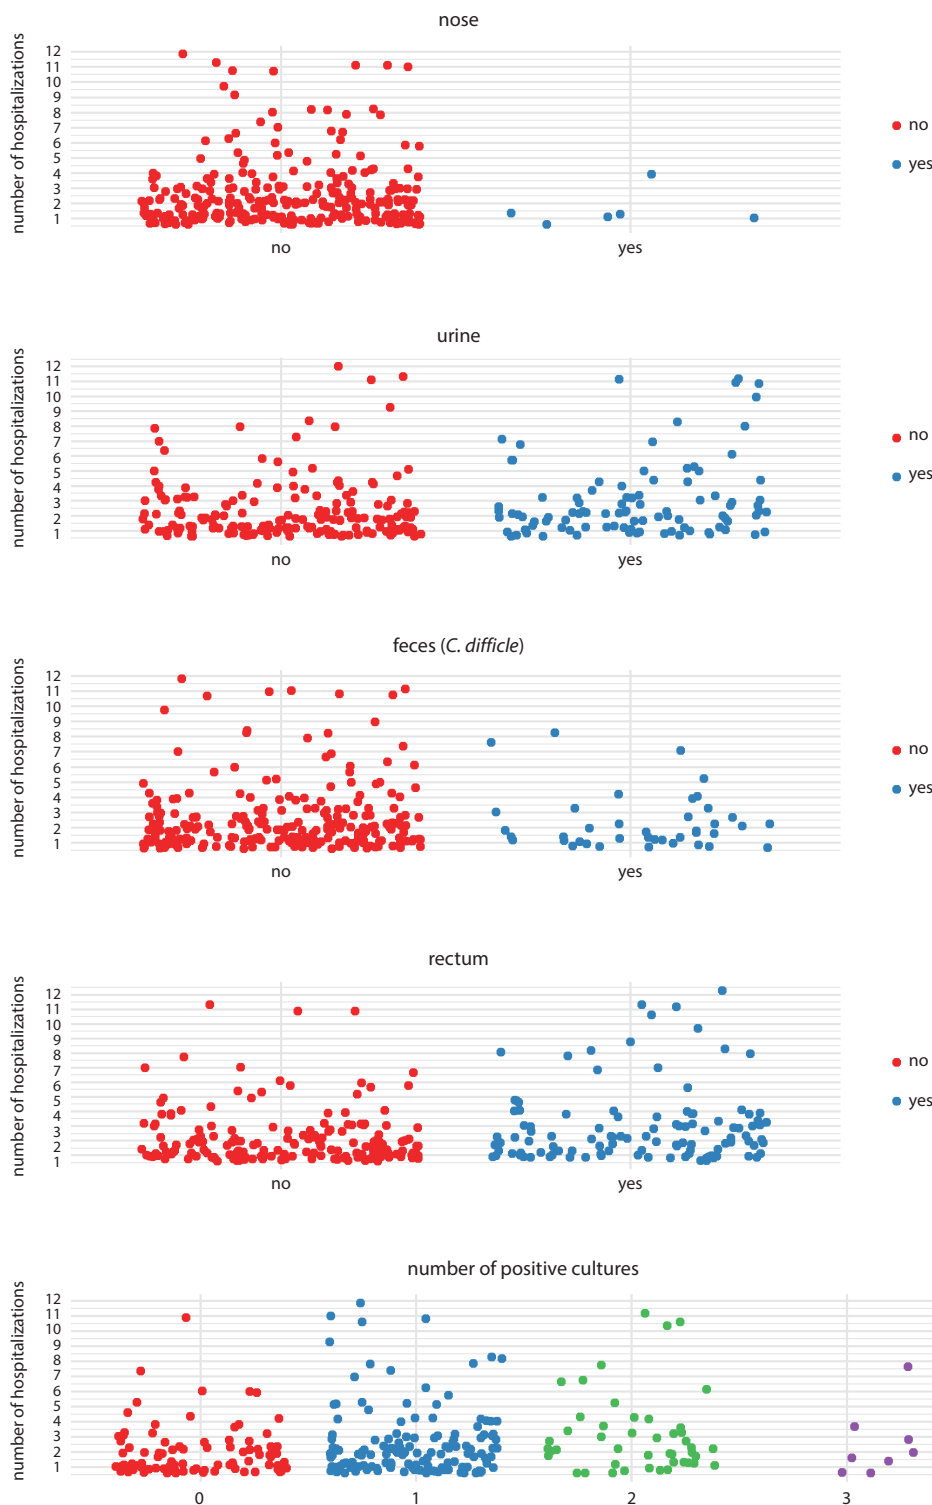 nose
number of hospitalizations
12
11
10
9
8
7
6
5
4
3
2
1
no yes
no
yes
urine
number of hospitalizations
12
11
10
9
8
7
6
5
4
3
2
1
no yes
no
yes
feces (C. difficle)
number of hospitalizations
12
11
10
9
8
7
6
5
4
3
2
1
no yes
no
yes
rectum
number of hospitalizations
12
11
10
9
8
7
6
5
4
3
2
1
no yes
no
yes
number of positive cultures
number of hospitalizations
12
11
10
9
8
7
6
5
4
3
2
1
0 1 2 3